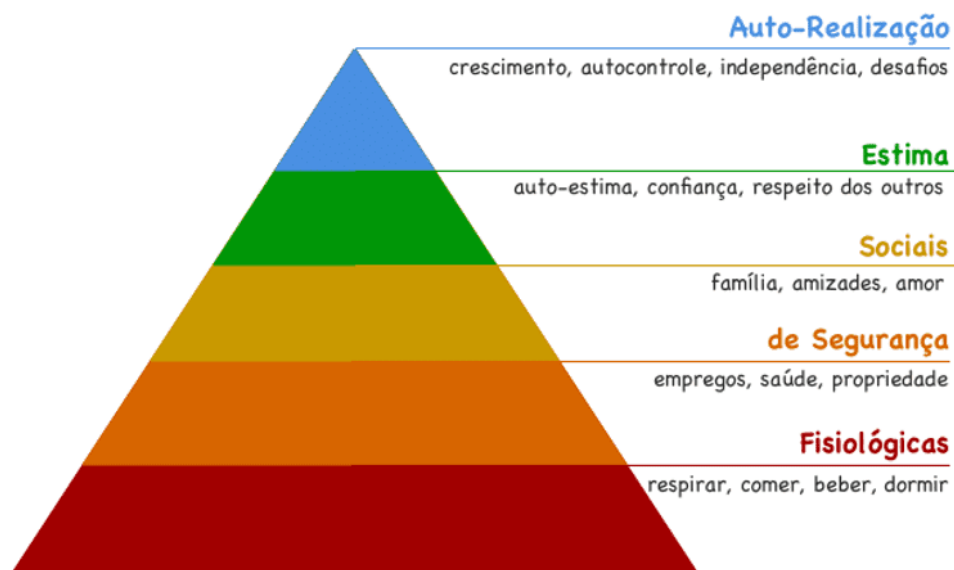 Auto-Realização
crescimento, autocontrole, independência, desafios
Estima
auto-estima, confiança, respeito dos outros
Sociais
família, amizades, amor
de Segurança
empregos, saúde, propriedade
Fisiológicas
respirar, comer, beber, dormir